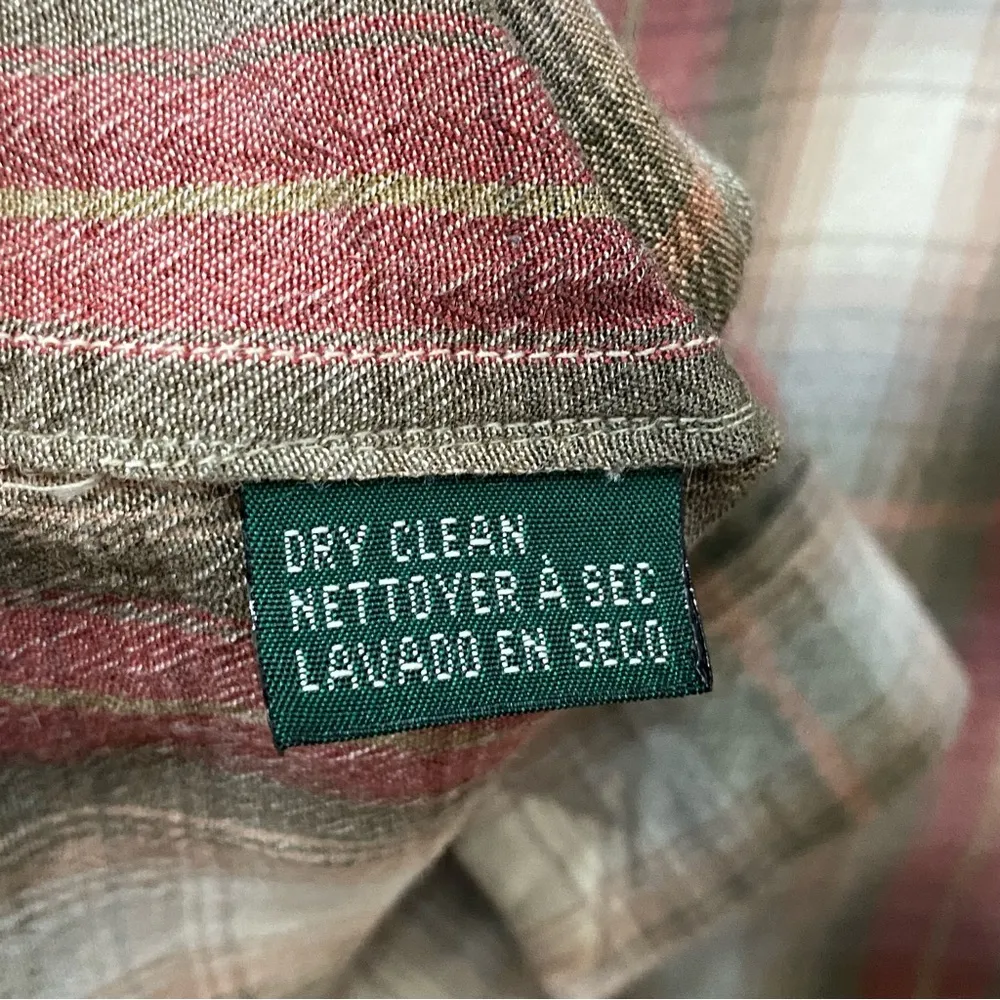 DRY CLEAN
NETTOYER À SEC
LAVADO EN SECO